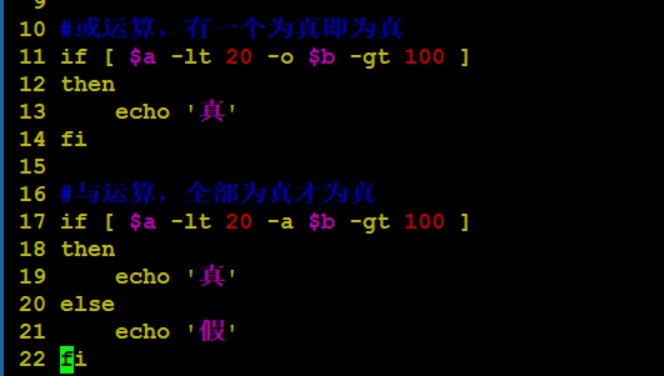 9
10 #或运算，有一个为真即为真
11 if [ $a -lt 20 -o $b -gt 100 ]
12 then
13     echo '真'
14 fi
15
16 #与运算，全部为真才为真
17 if [ $a -lt 20 -a $b -gt 100 ]
18 then
19     echo '真'
20 else
21     echo '假'
22 fi